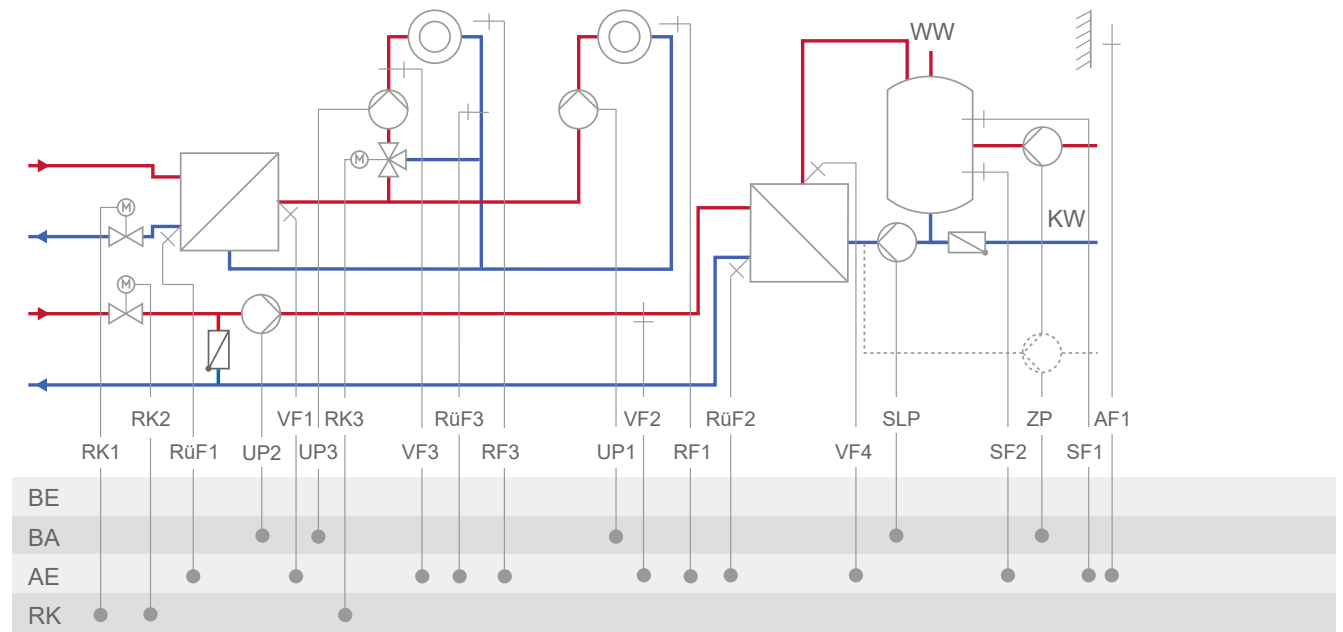 WW
M
M
KW
M
RK2 VF1 RK3 RüF3 VF2 RüF2 SLP ZP AF1
RK1 RüF1 UP2 UP3 VF3 RF3 UP1 RF1 VF4 SF2 SF1
BE
BA
AE
RK